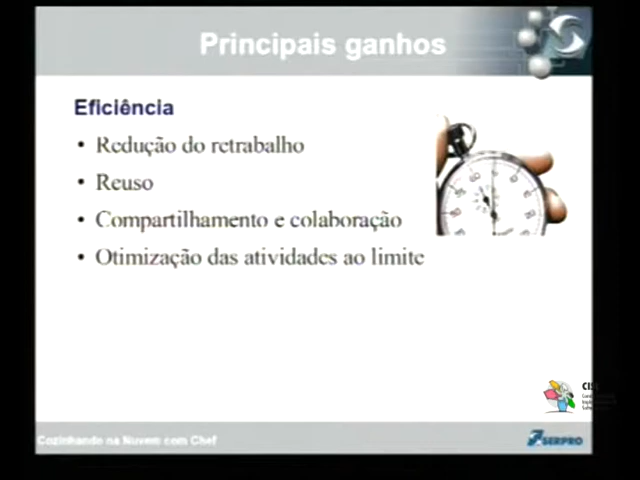 Principais ganhos
Eficiência
• Redução do retrabalho
• Reuso
• Compartilhamento e colaboração
• Otimização das atividades ao limite
Cozinhando na Nuvem com Chef
SERPRO